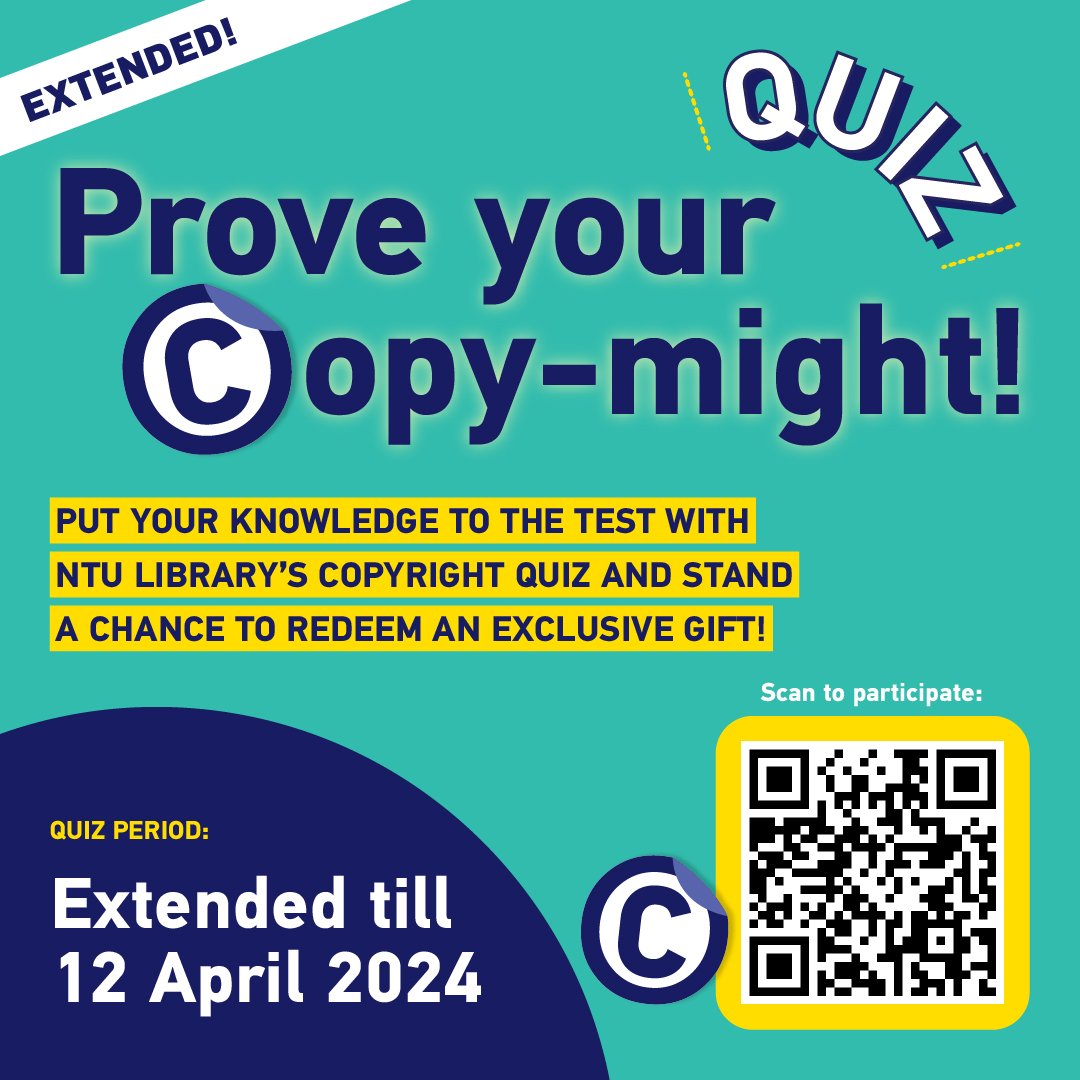 EXTENDED!
QUIZ
Prove your
Copy-might!
PUT YOUR KNOWLEDGE TO THE TEST WITH
NTU LIBRARY’S COPYRIGHT QUIZ AND STAND
A CHANCE TO REDEEM AN EXCLUSIVE GIFT!
Scan to participate:
QUIZ PERIOD:
Extended till
12 April 2024
C